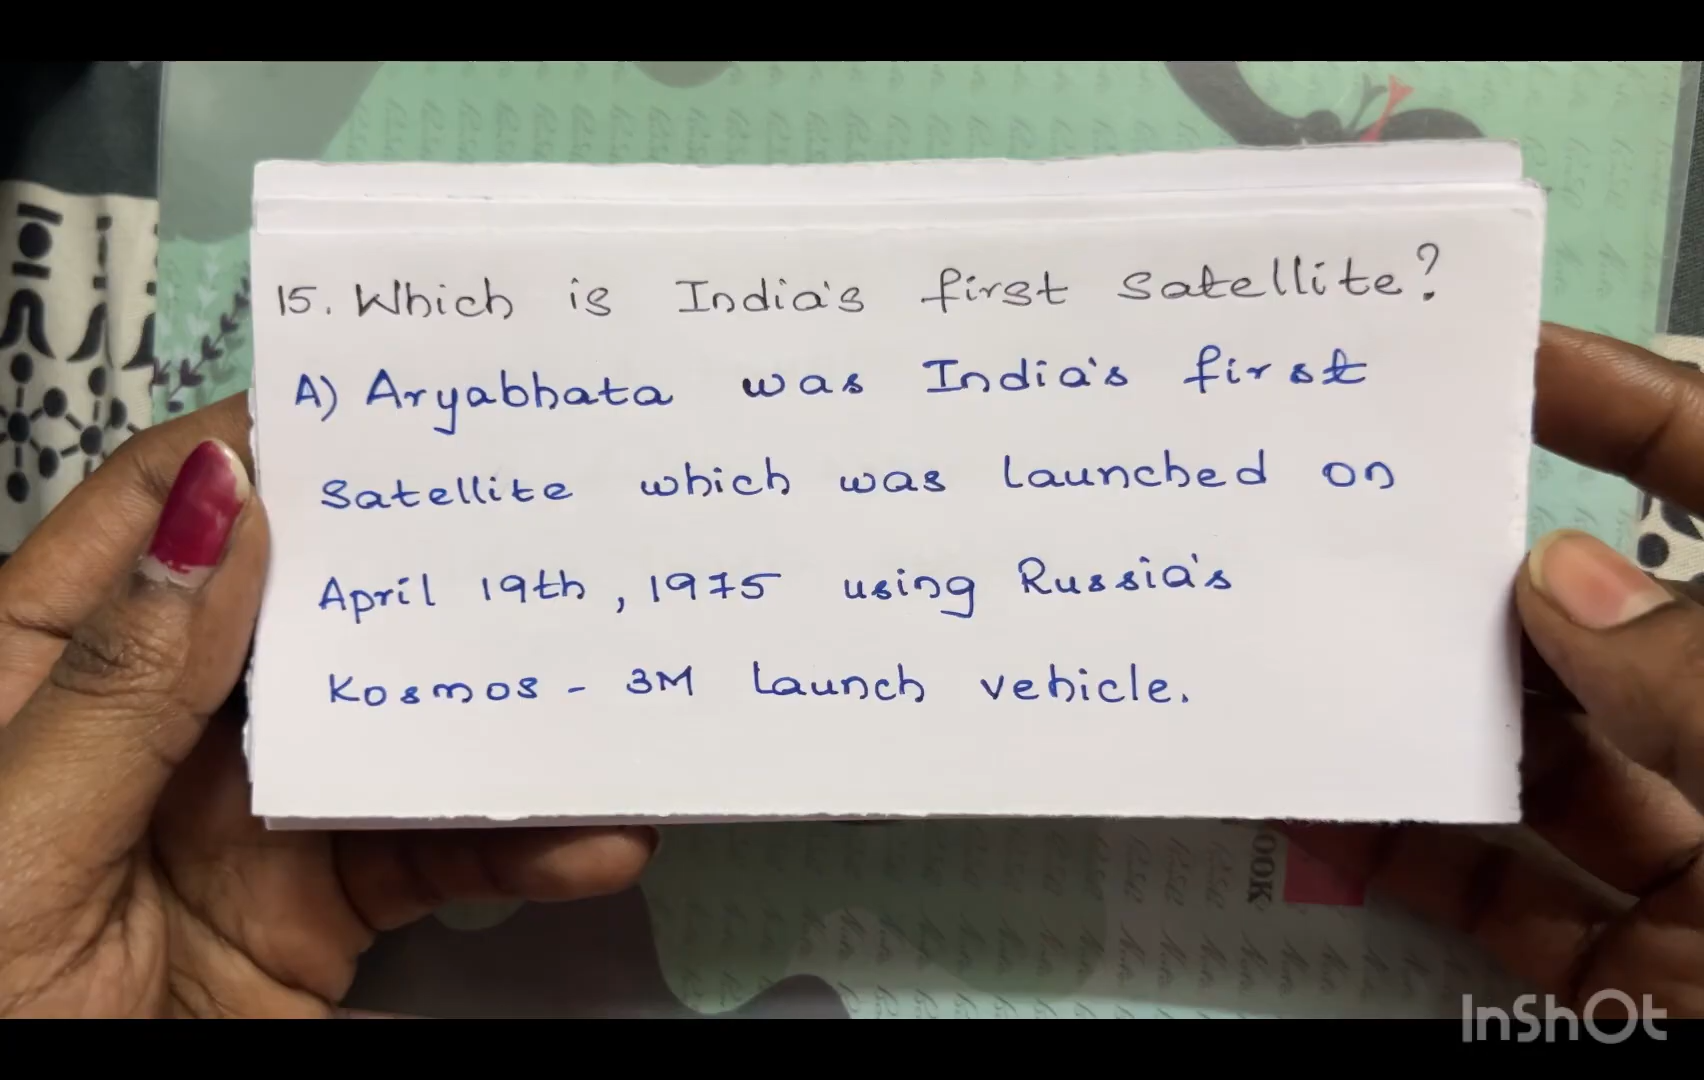 15. Which is India's first Satellite?
A) Aryabhata was India's first
Satellite which was launched on
April 19th, 1975 using Russia's
Kosmos - 3M launch vehicle.
OOK
InShOt